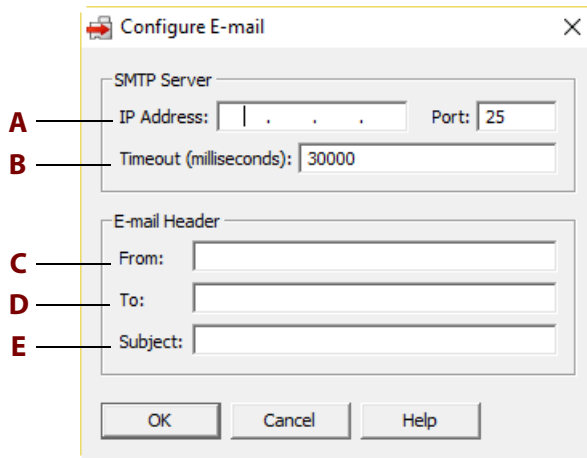 Configure E-mail
SMTP Server
A IP Address: . . . Port: 25
B Timeout (milliseconds): 30000
E-mail Header
C From:
D To:
E Subject:
OK Cancel Help